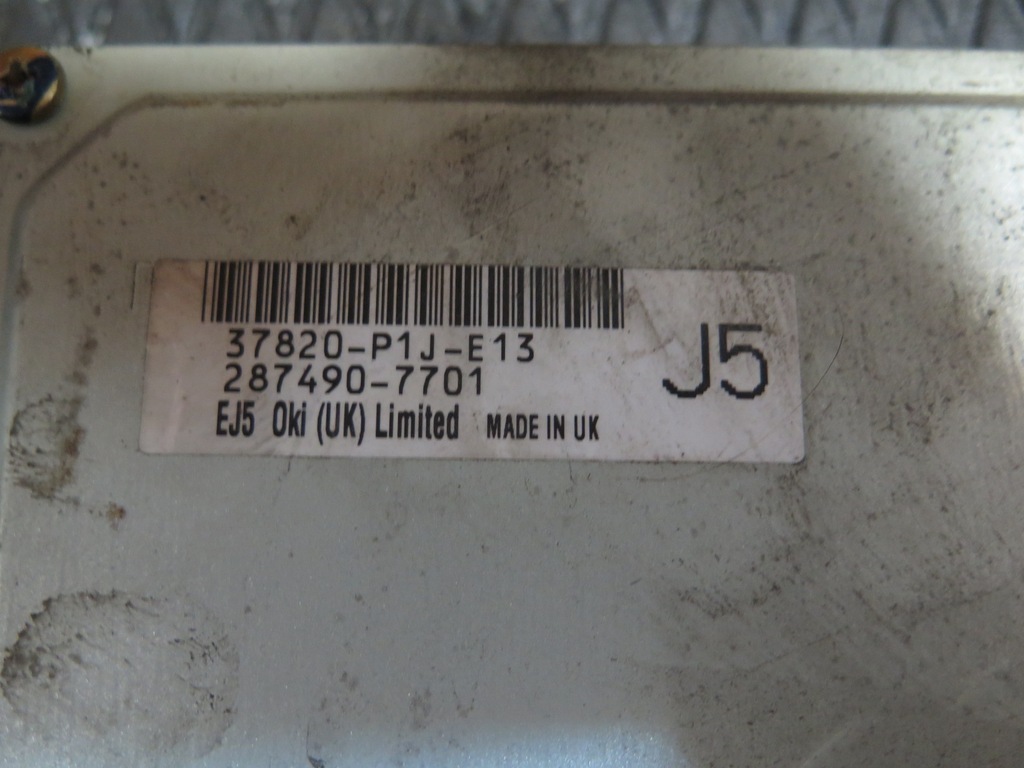 37820-P1J-E13
287490-7701
EJ5 Oki (UK) Limited MADE IN UK
J5